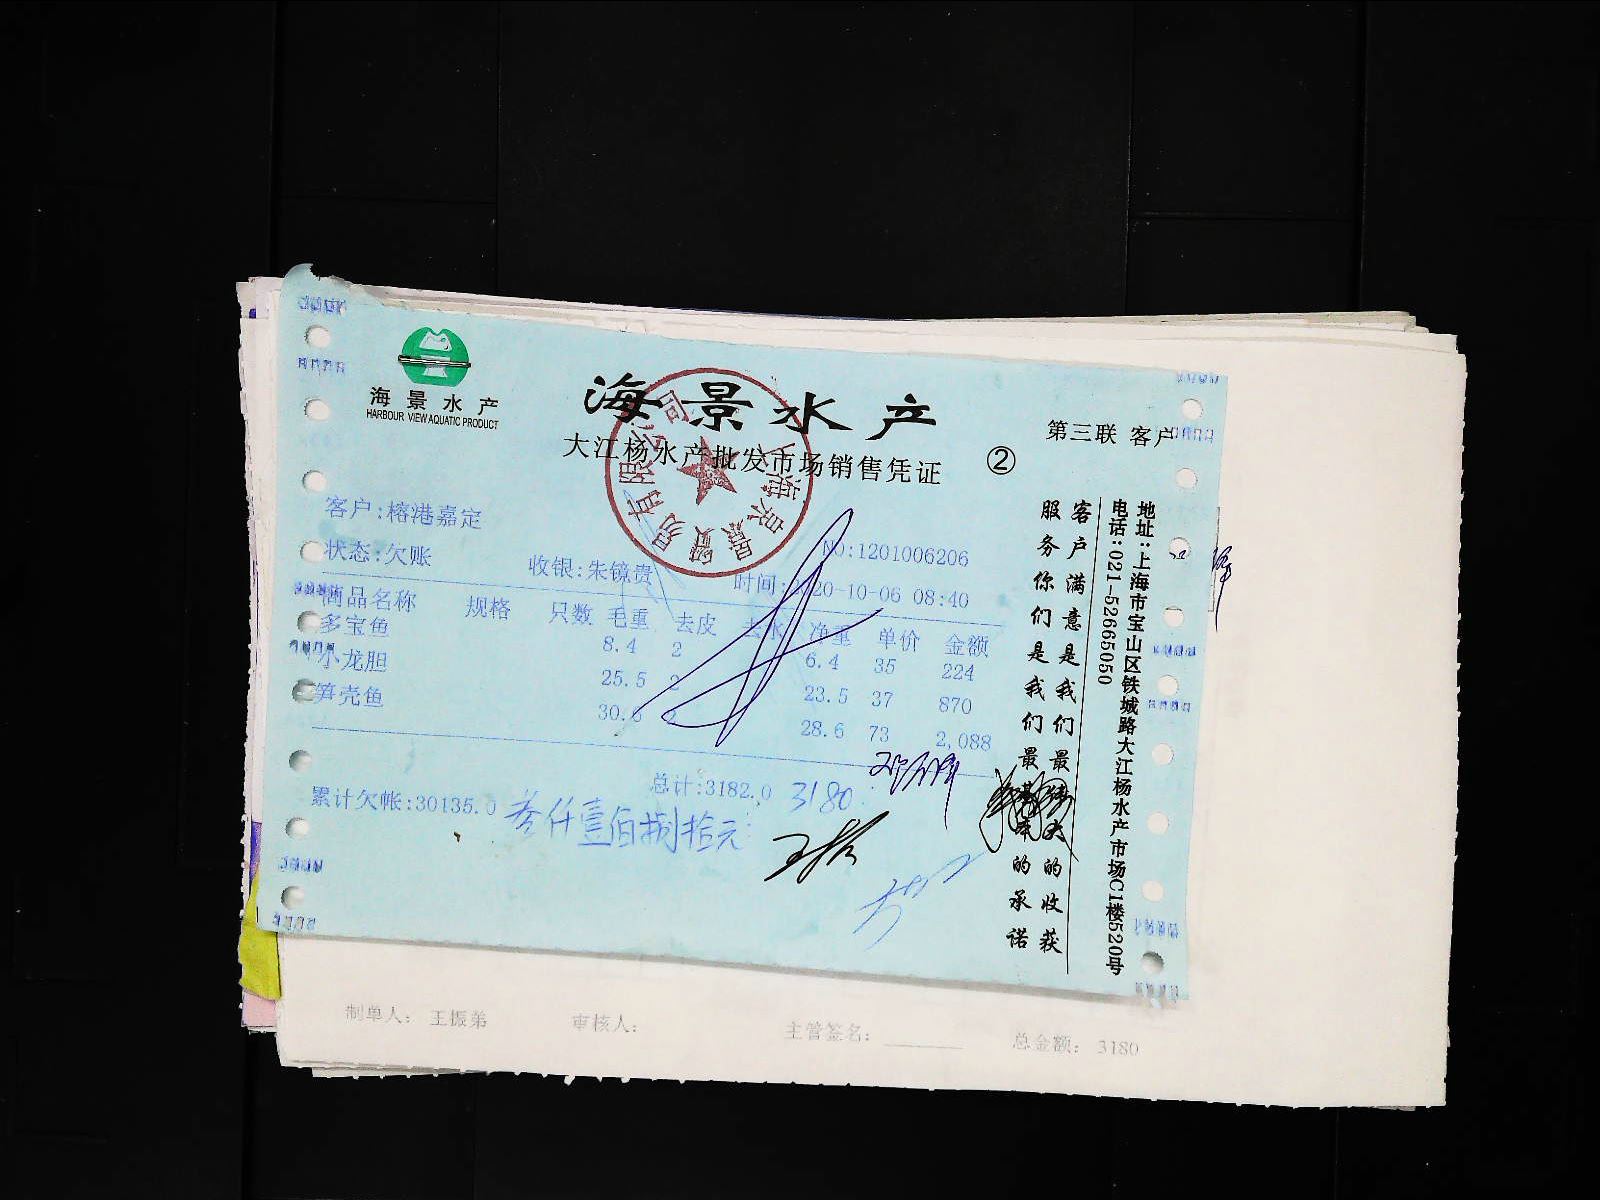 海景水产
HARBOUR VIEW AQUATIC PRODUCT
海景水产
大江杨水产批发市场销售凭证
②
第三联 客户
客户:榕港嘉定
NO:1201006206
状态:欠账
收银:朱镜贵
时间:2020-10-06 08:40
商品名称 规格 只数 毛重 去皮 去水 净重 单价 金额
多宝鱼 8.4 2 6.4 35 224
小龙胆 25.5 2 23.5 37 870
笋壳鱼 30.6 2 28.6 73 2,088
总计:3182.0 3180
累计欠帐:30135.0 叁仟壹佰捌拾元
客户满意是我们最大的收获
服务你们是我们最基本的承诺
地址:上海市宝山区铁城路大江杨水产市场C1楼520号
电话:021-52665050
制单人: 王振弟 审核人: 主管签名: 总金额: 3180